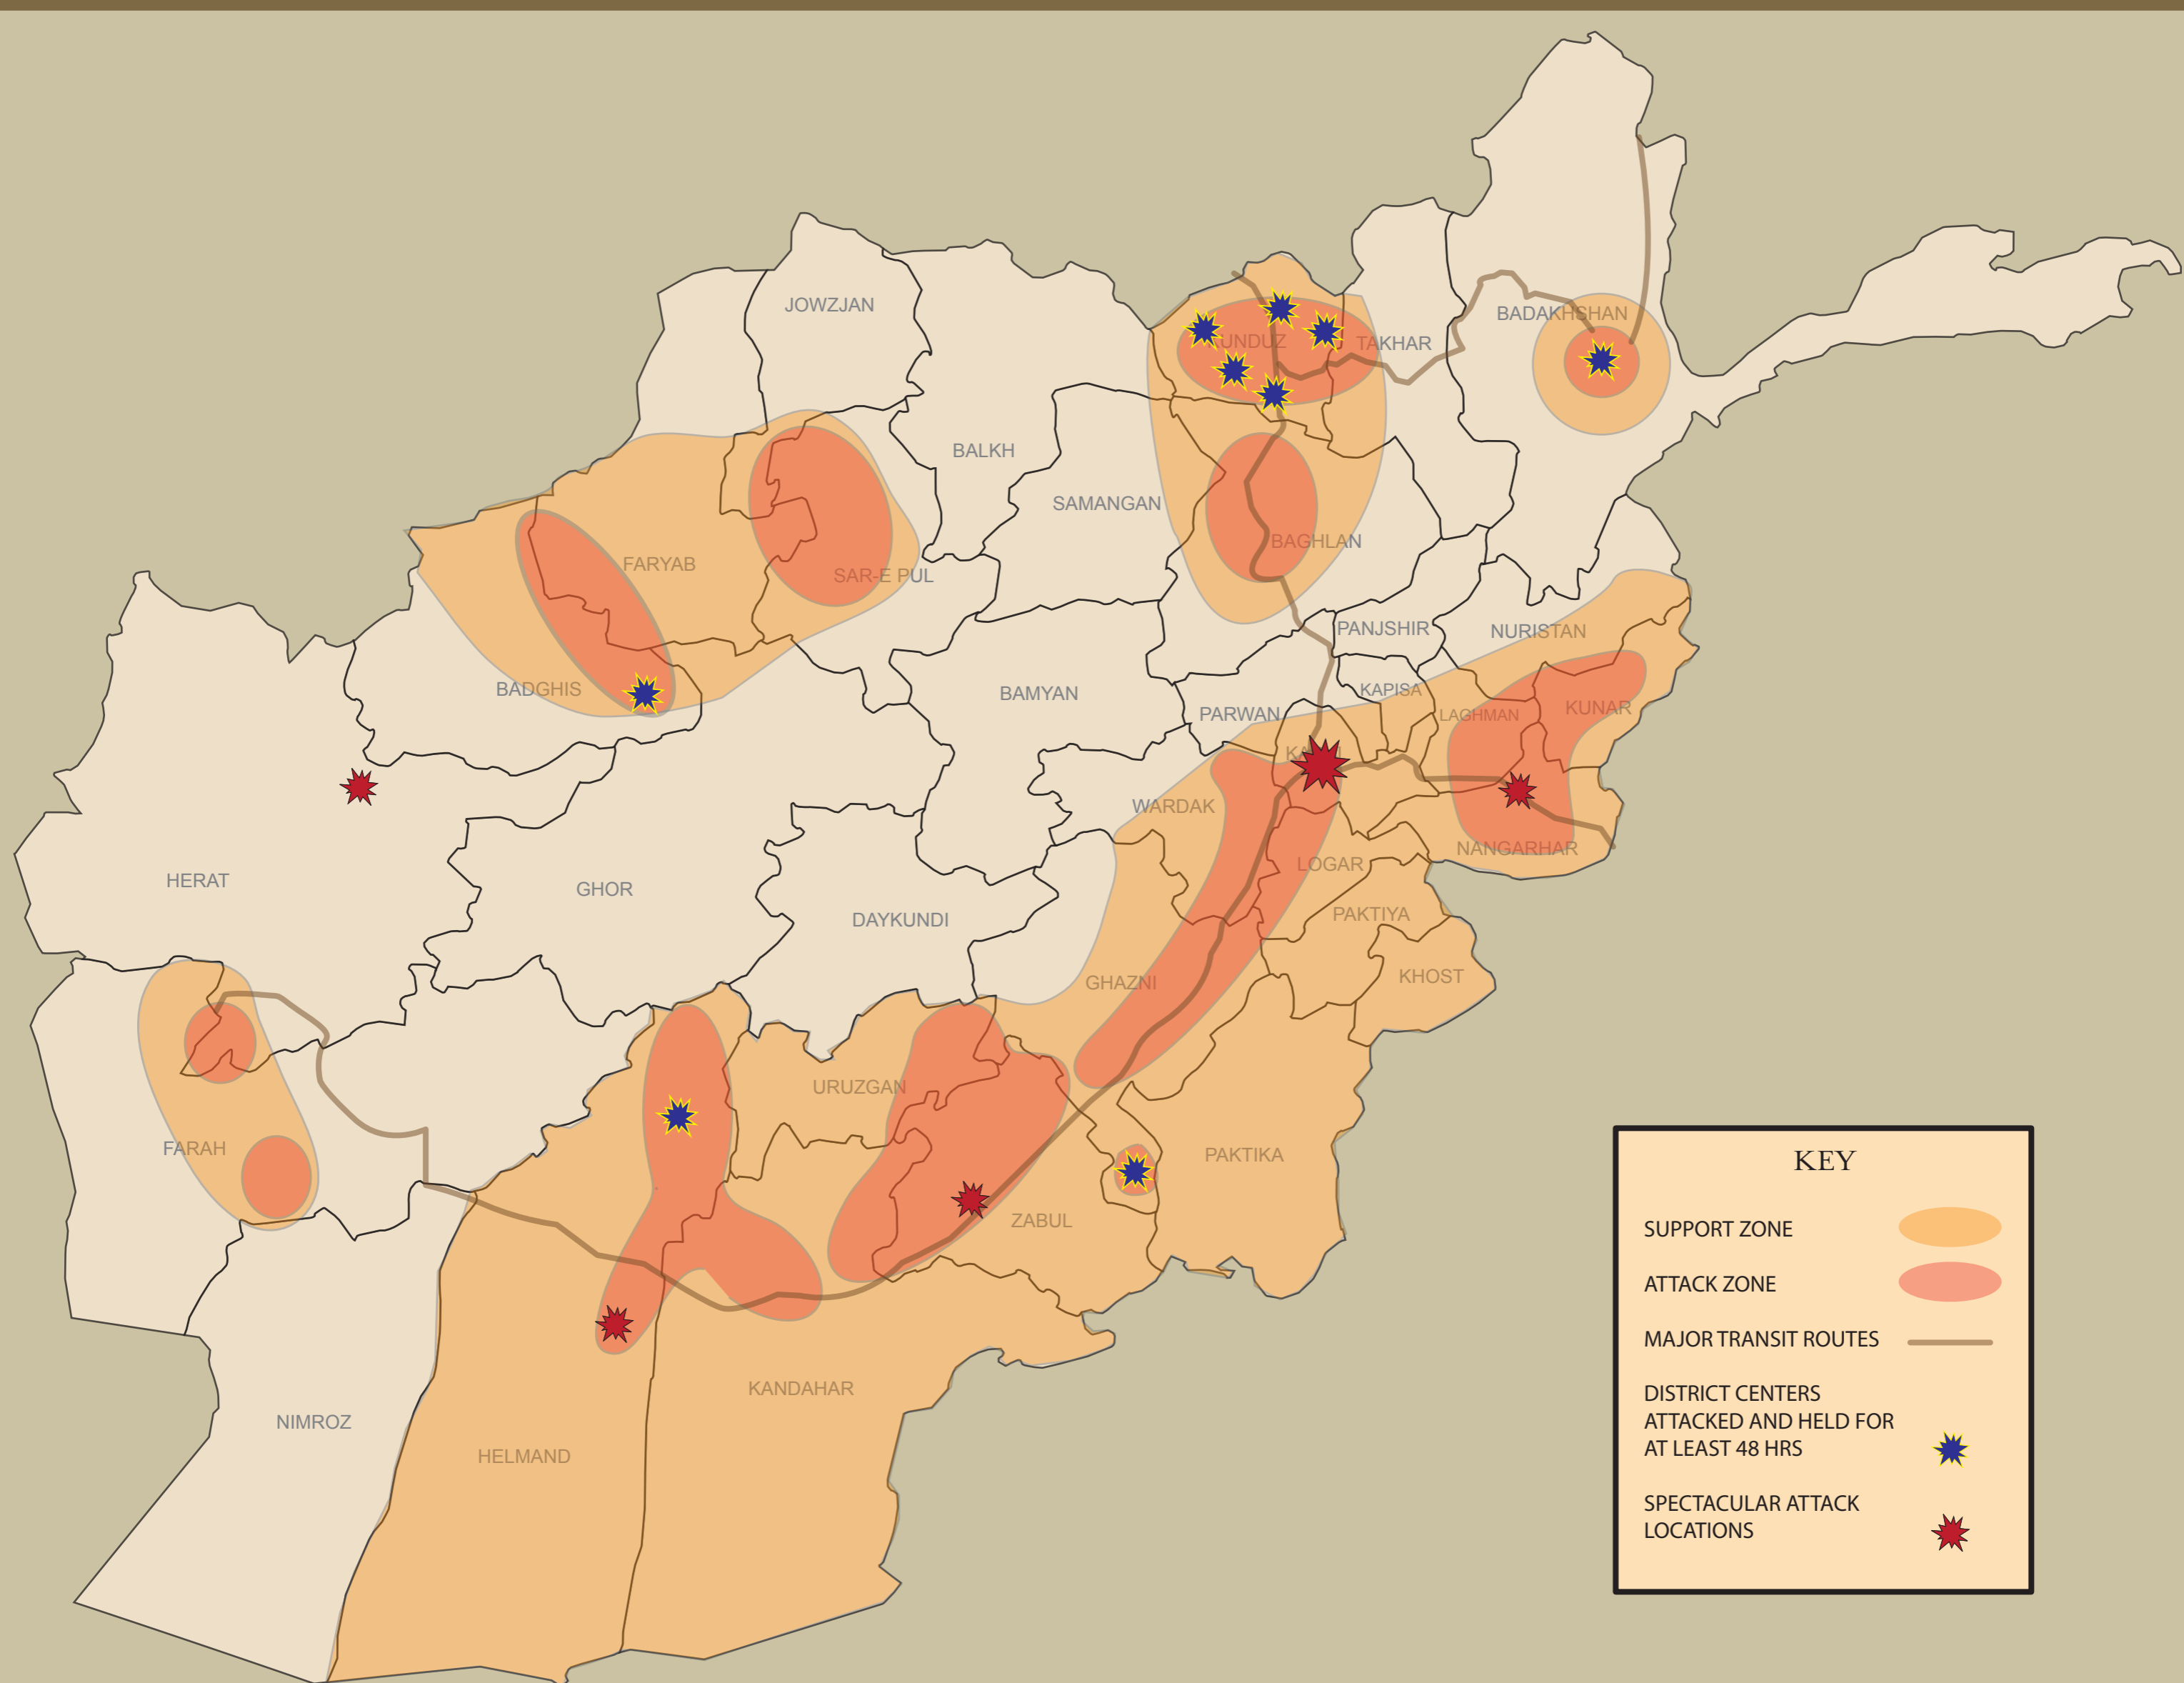 JOWZJAN
BADAKHSHAN
KUNDUZ
TAKHAR
BALKH
SAMANGAN
BAGHLAN
FARYAB
SAR-E PUL
PANJSHIR
NURISTAN
BADGHIS
BAMYAN
KAPISA
PARWAN
LAGHMAN
KUNAR
KABUL
WARDAK
NANGARHAR
LOGAR
HERAT
GHOR
DAYKUNDI
PAKTIYA
GHAZNI
KHOST
URUZGAN
FARAH
PAKTIKA
ZABUL
KANDAHAR
NIMROZ
HELMAND
KEY
SUPPORT ZONE
ATTACK ZONE
MAJOR TRANSIT ROUTES
DISTRICT CENTERS
ATTACKED AND HELD FOR
AT LEAST 48 HRS
SPECTACULAR ATTACK
LOCATIONS